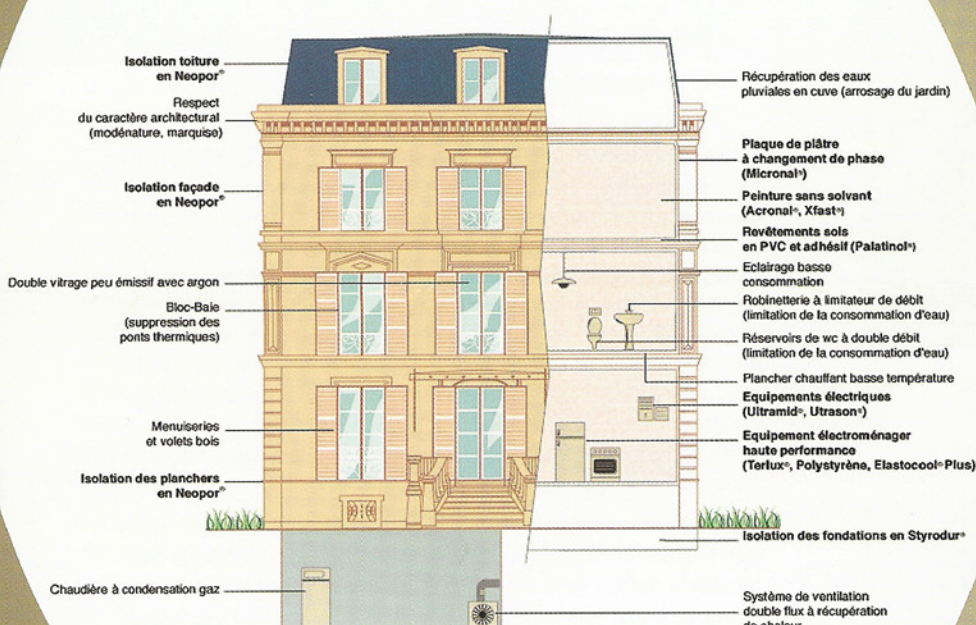 Isolation toiture
en Neopor®
Respect
du caractère architectural
(modénature, marquise)
Isolation façade
en Neopor®
Double vitrage peu émissif avec argon
Bloc-Baie
(suppression des
ponts thermiques)
Menuiseries
et volets bois
Isolation des planchers
en Neopor®
Chaudière à condensation gaz
Récupération des eaux
pluviales en cuve (arrosage du jardin)
Plaque de plâtre
à changement de phase
(Micronal®)
Peinture sans solvant
(Acronal®, Xfast®)
Revêtements sols
en PVC et adhésif (Palatinol®)
Eclairage basse
consommation
Robinetterie à limitateur de débit
(limitation de la consommation d'eau)
Réservoirs de wc à double débit
(limitation de la consommation d'eau)
Plancher chauffant basse température
Equipements électriques
(Ultramid®, Utrason®)
Equipement électroménager
haute performance
(Terlux®, Polystyrène, Elastocool® Plus)
Isolation des fondations en Styrodur®
Système de ventilation
double flux à récupération
de chaleur